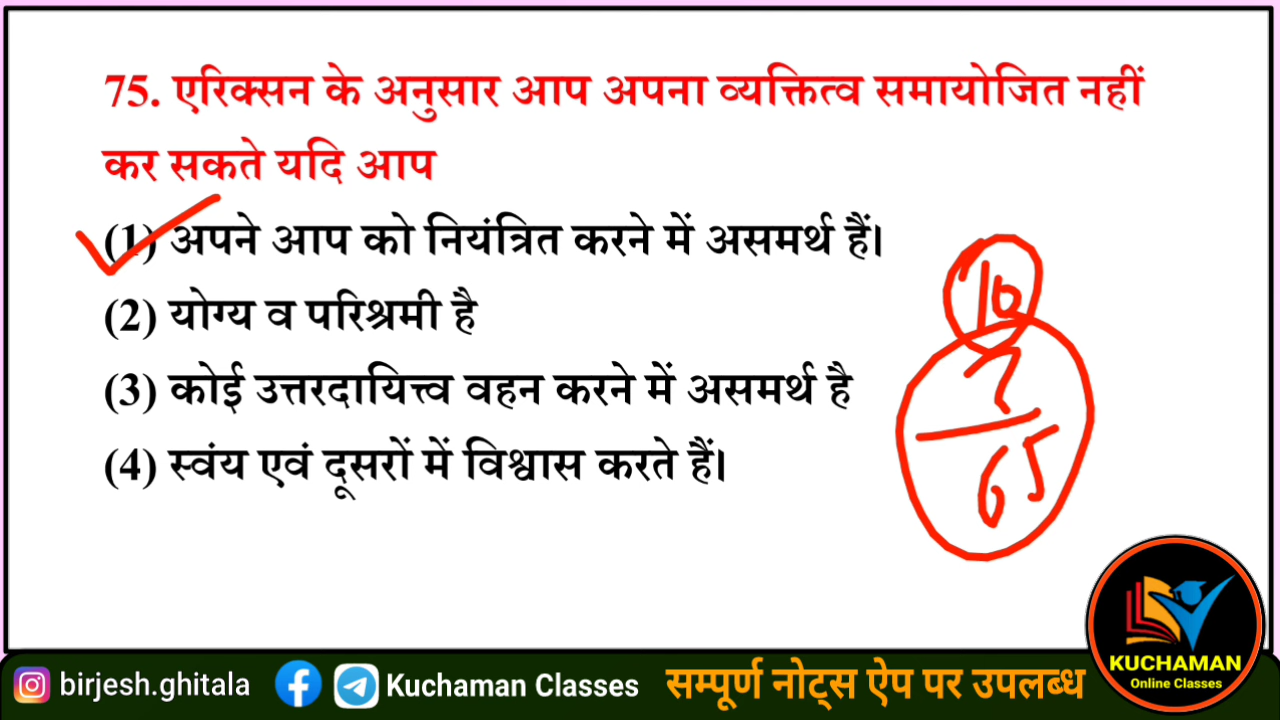 75. एरिक्सन के अनुसार आप अपना व्यक्तित्व समायोजित नहीं
कर सकते यदि आप
(1) अपने आप को नियंत्रित करने में असमर्थ हैं।
(2) योग्य व परिश्रमी है
(3) कोई उत्तरदायित्त्व वहन करने में असमर्थ है
(4) स्वंय एवं दूसरों में विश्वास करते हैं।
65
KUCHAMAN
Online Classes
birjesh.ghitala
Kuchaman Classes
सम्पूर्ण नोट्स ऐप पर उपलब्ध